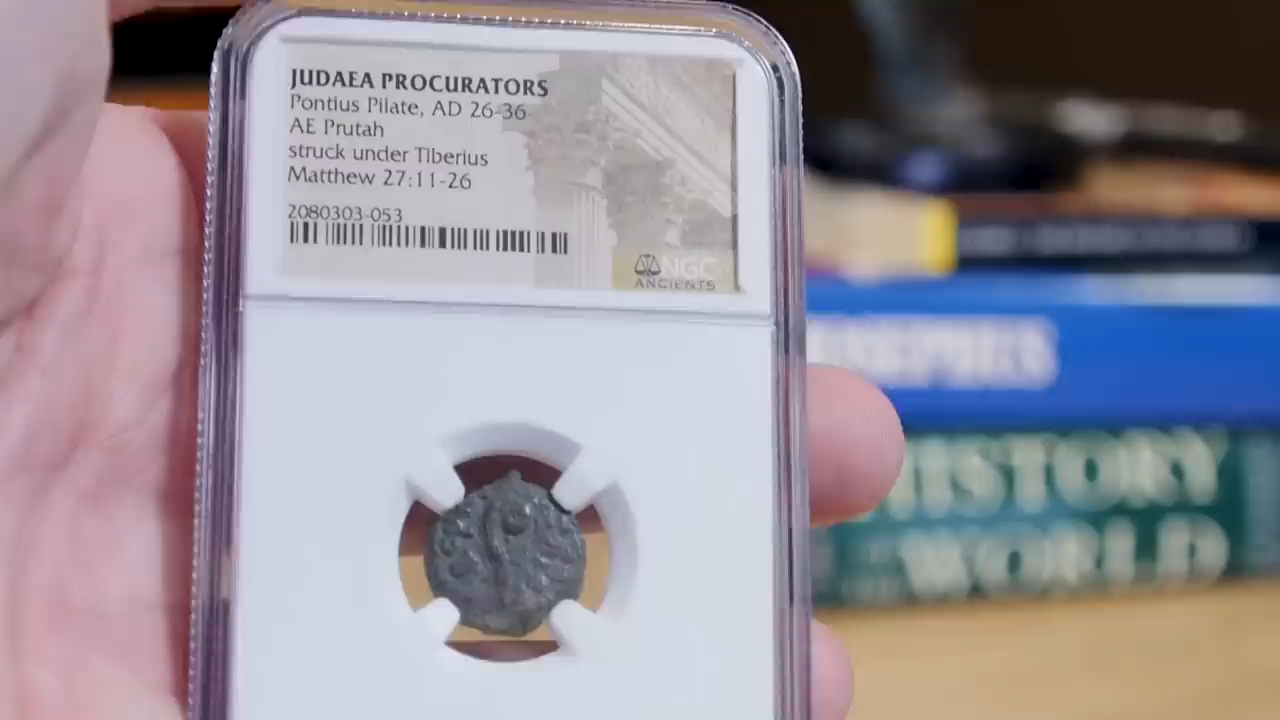 JUDAEA PROCURATORS
Pontius Pilate, AD 26-36
AE Prutah
struck under Tiberius
Matthew 27:11-26
2080303-053
NGC
ANCIENTS
HISTORY
WORLD